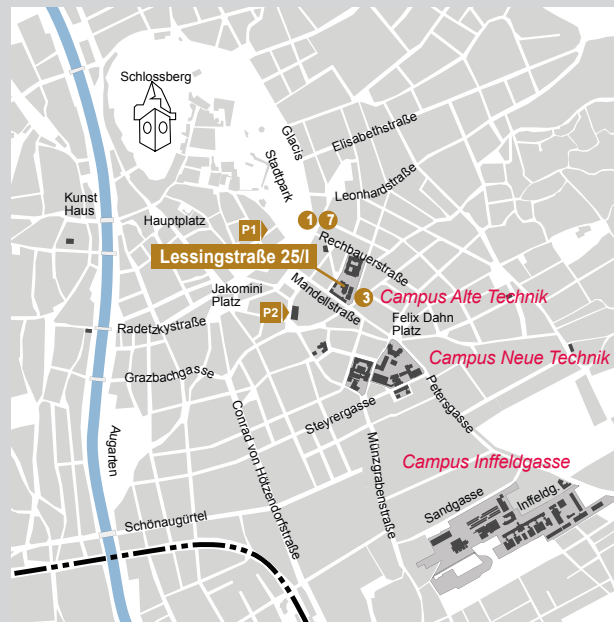 Schlossberg
Glacis
Elisabethstraße
Stadtpark
Leonhardstraße
Kunst
Haus
Hauptplatz
P1
1
7
Rechbauerstraße
Lessingstraße 25/I
Jakomini
Platz
Mandellstraße
3
Campus Alte Technik
P2
Felix Dahn
Platz
Radetzkystraße
Campus Neue Technik
Grazbachgasse
Petersgasse
Steyrergasse
Augarten
Conrad von Hötzendorfstraße
Münzgrabenstraße
Campus Inffeldgasse
Sandgasse
Inffeldg.
Schönaugürtel